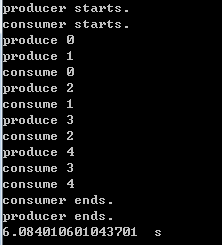 producer starts.
consumer starts.
produce 0
produce 1
consume 0
produce 2
consume 1
produce 3
consume 2
produce 4
consume 3
consume 4
consumer ends.
producer ends.
6.084010601043701  s